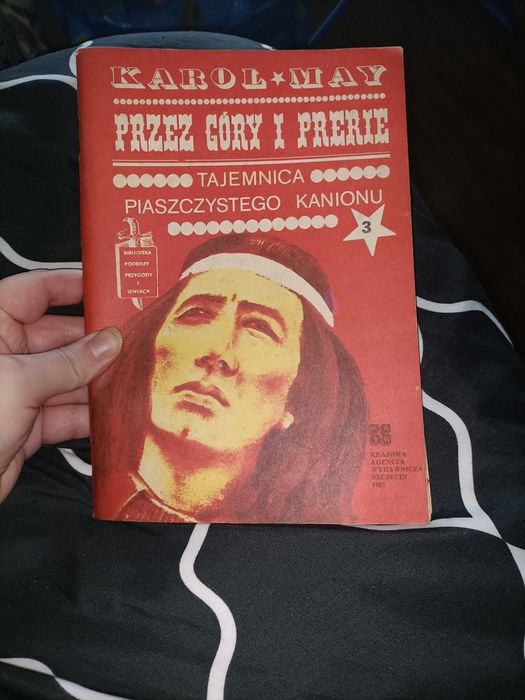 KAROL ★ MAY
PRZEZ GÓRY I PRERIE
TAJEMNICA
PIASZCZYSTEGO KANIONU
3
BIBLIOTEKA
PODRÓŻY
PRZYGODY
I
SENSACJI
KRAJOWA
AGENCJA
WYDAWNICZA
SZCZECIN
1987